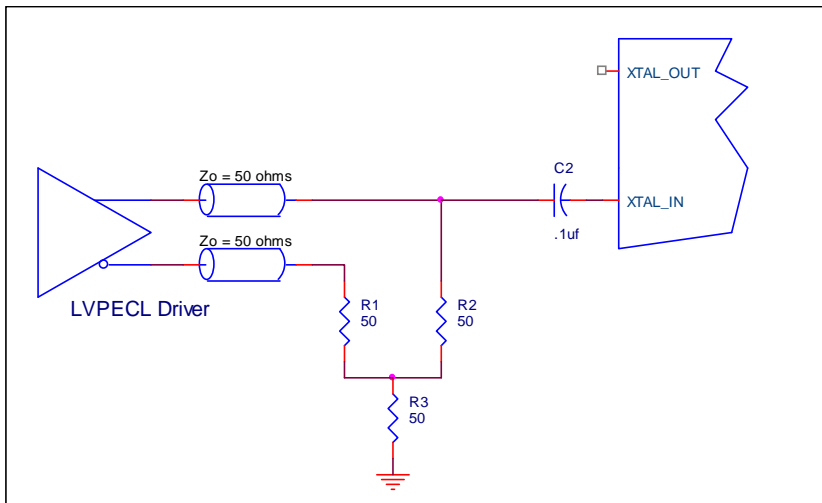 XTAL_OUT
C2
Zo = 50 ohms
XTAL_IN
.1uf
Zo = 50 ohms
LVPECL Driver
R1
50
R2
50
R3
50